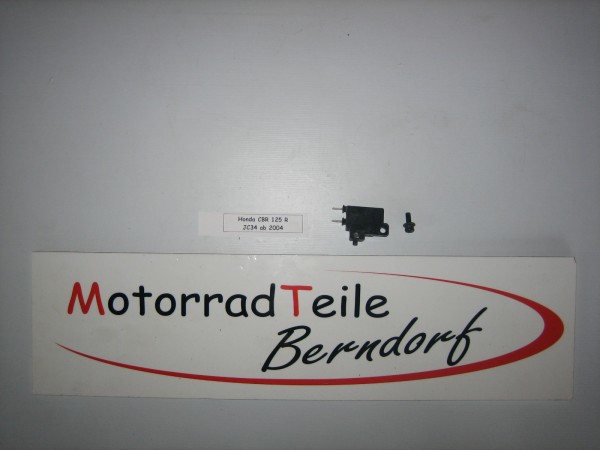 Honda CBR 125 R
JC34 ab 2004
MotorradTeile
Berndorf